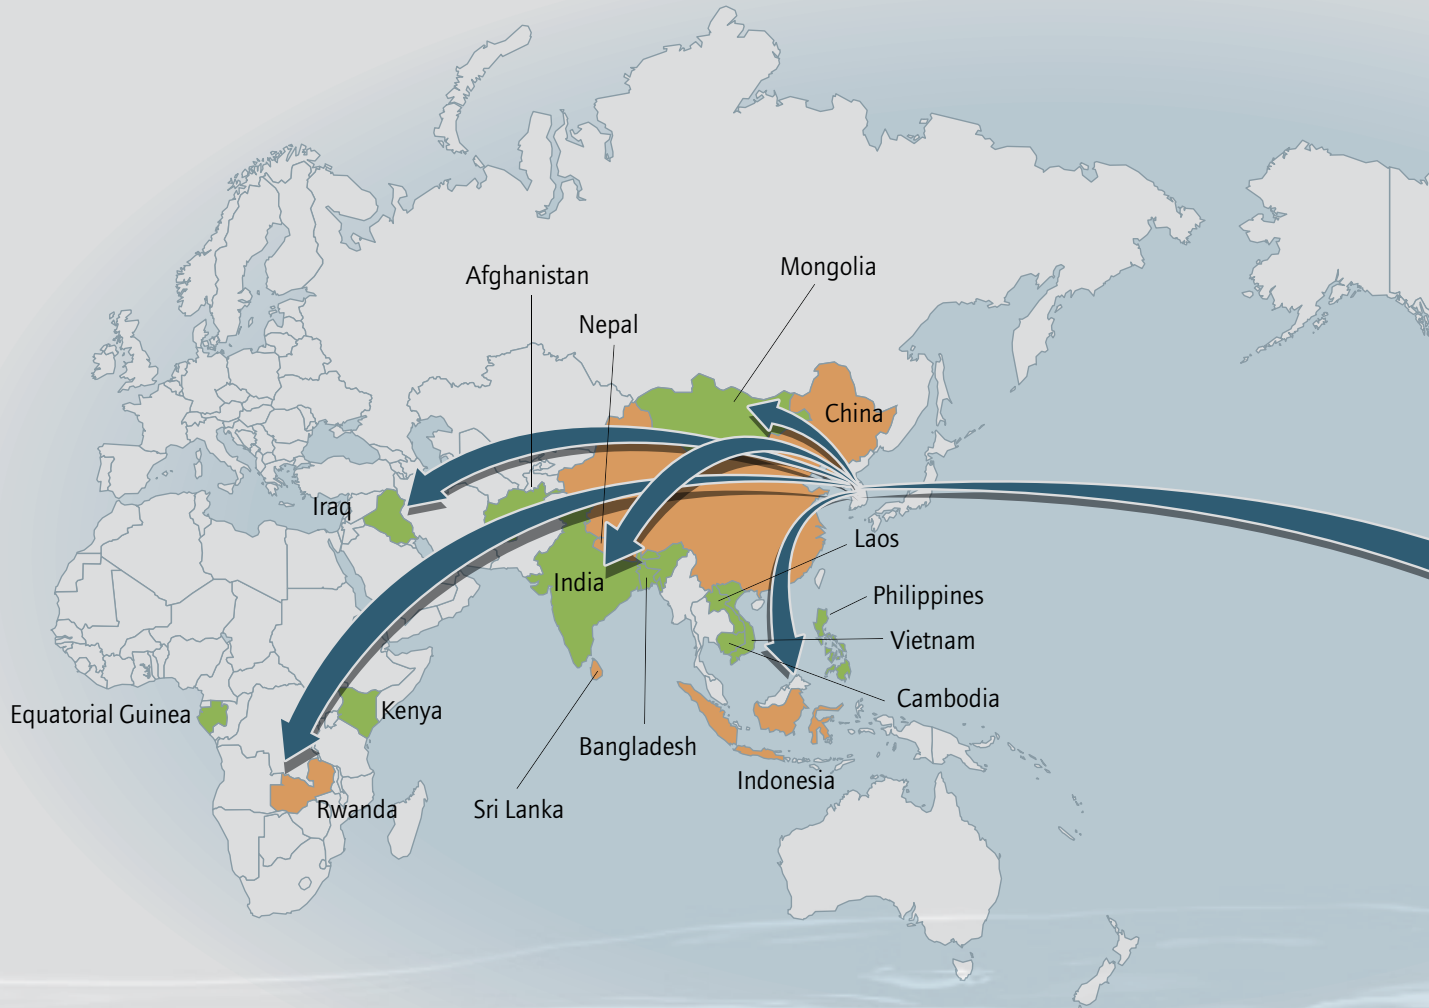 Mongolia
Afghanistan
Nepal
China
Iraq
Laos
India
Philippines
Vietnam
Cambodia
Kenya
Equatorial Guinea
Bangladesh
Indonesia
Rwanda
Sri Lanka